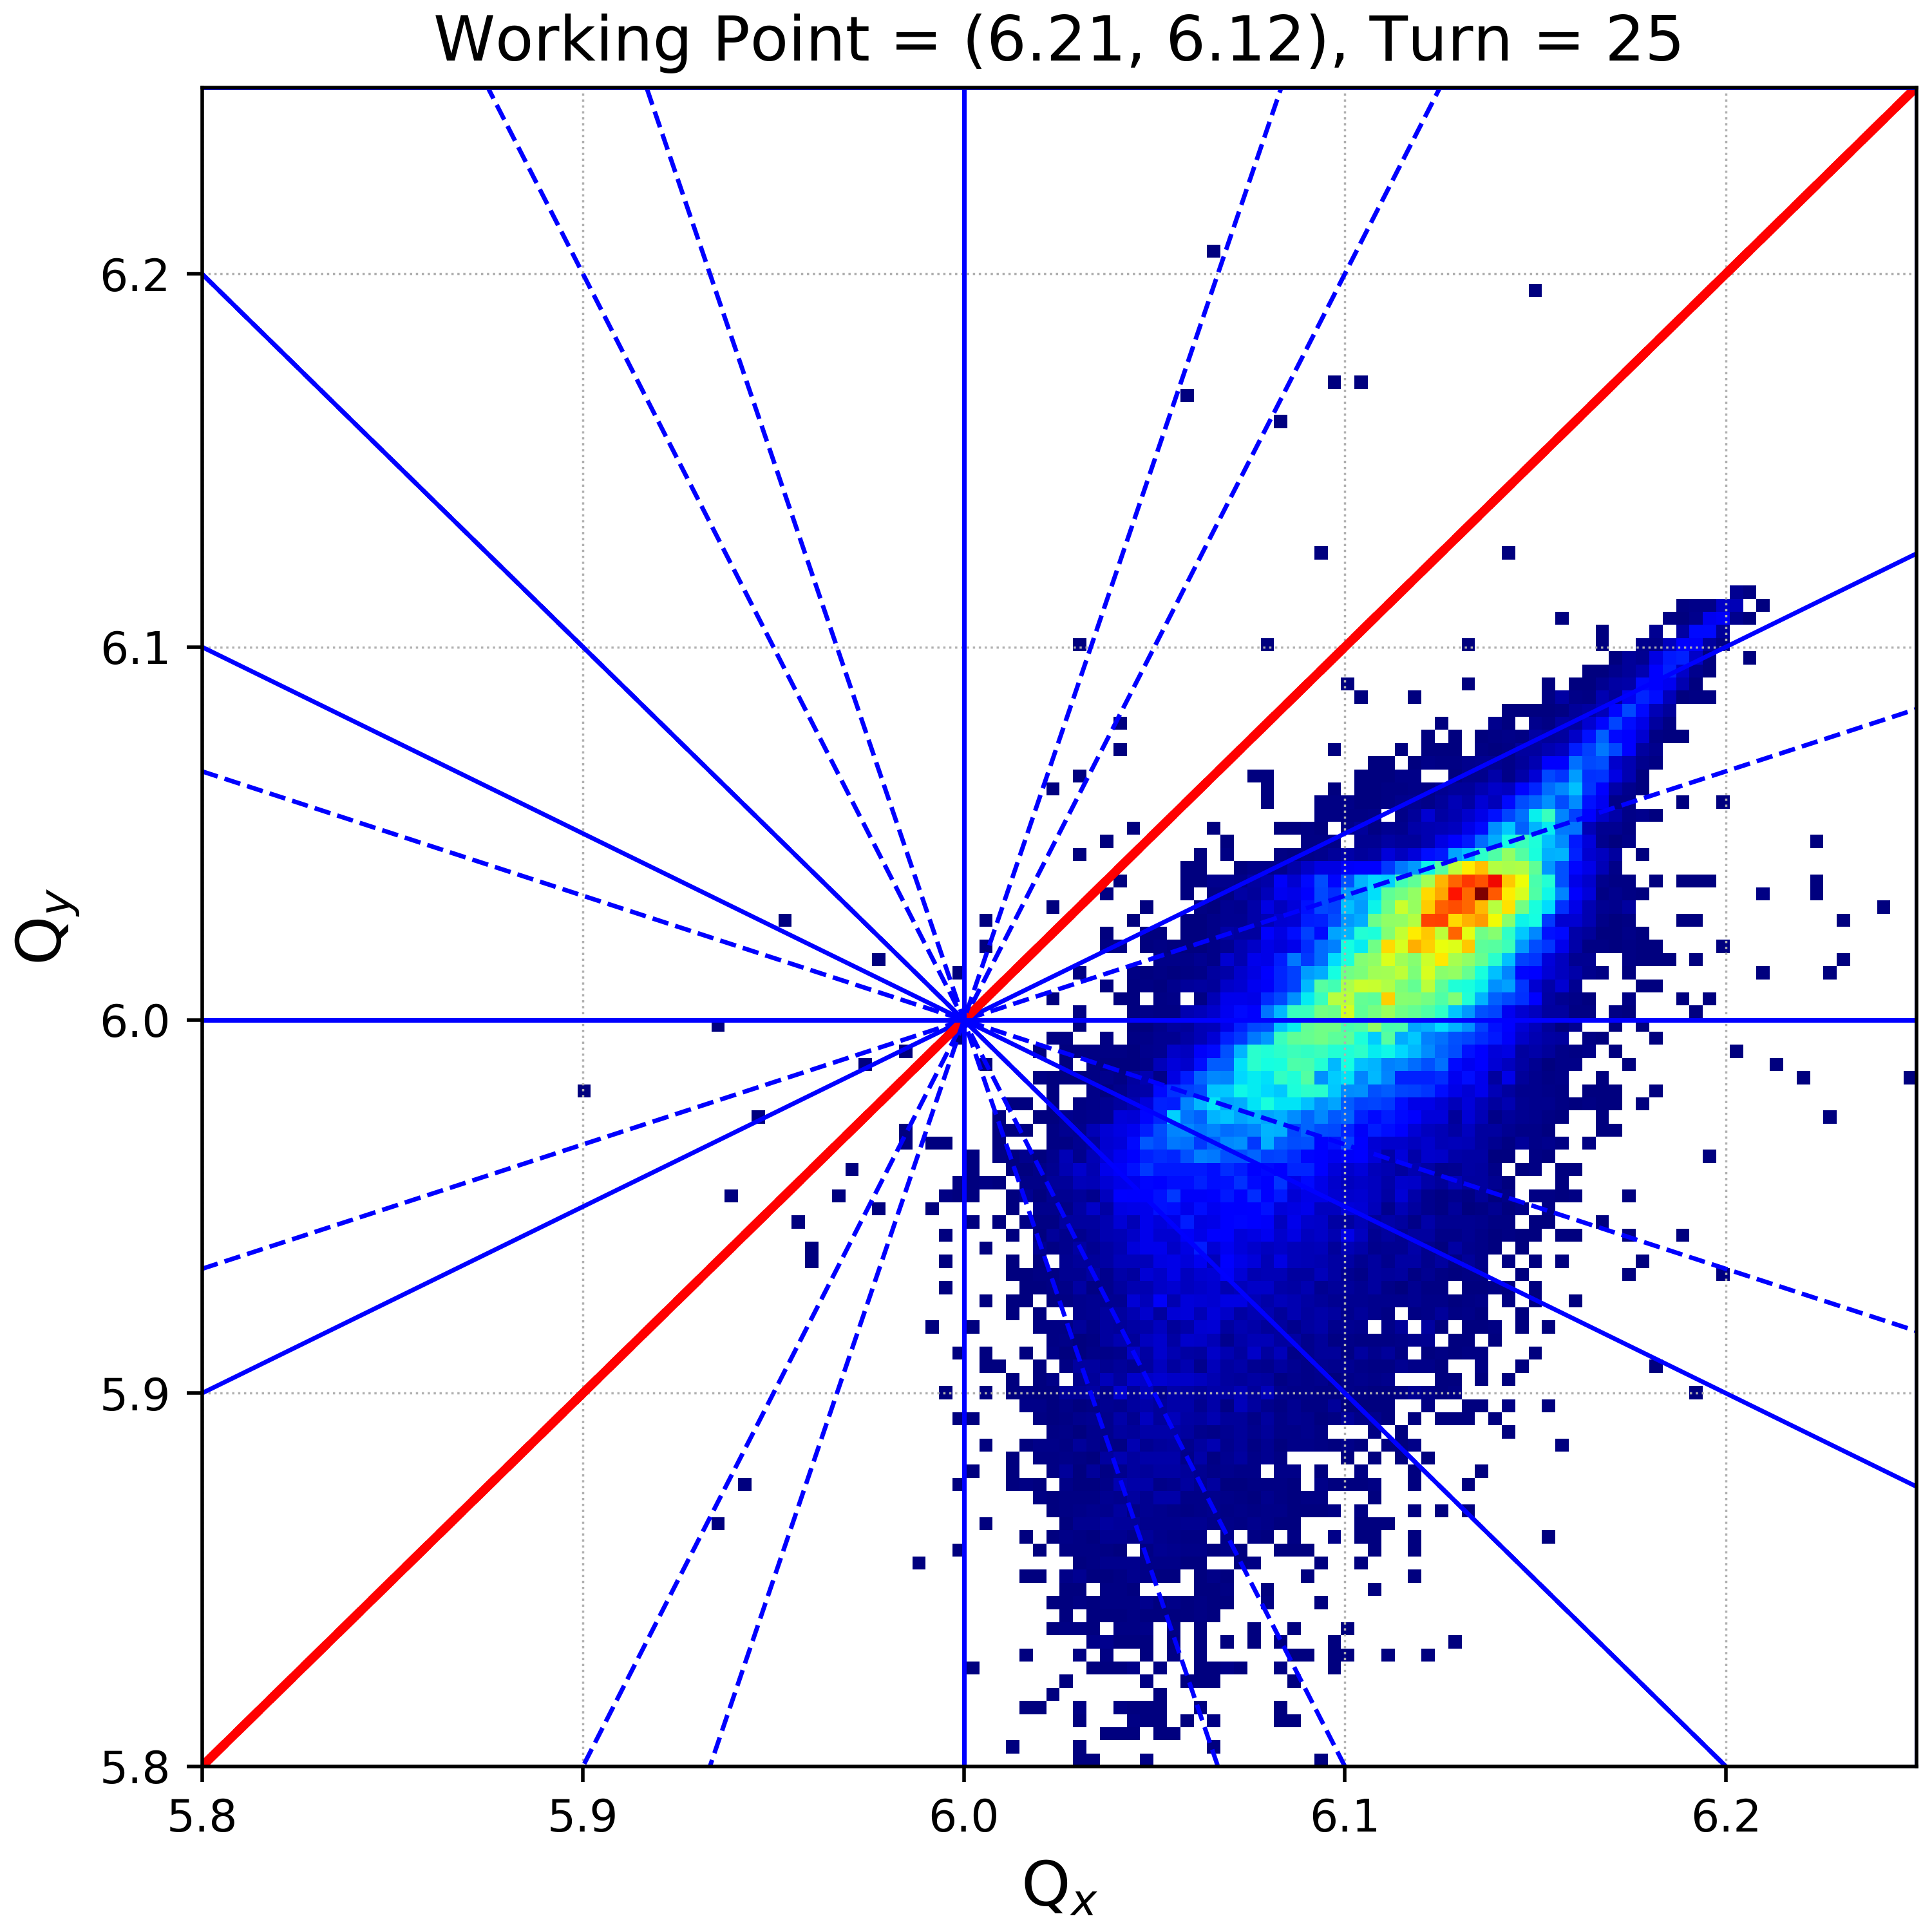 Working Point = (6.21, 6.12), Turn = 25
6.2
6.1
6.0
5.9
5.8
Qy
5.8 5.9 6.0 6.1 6.2
Qx